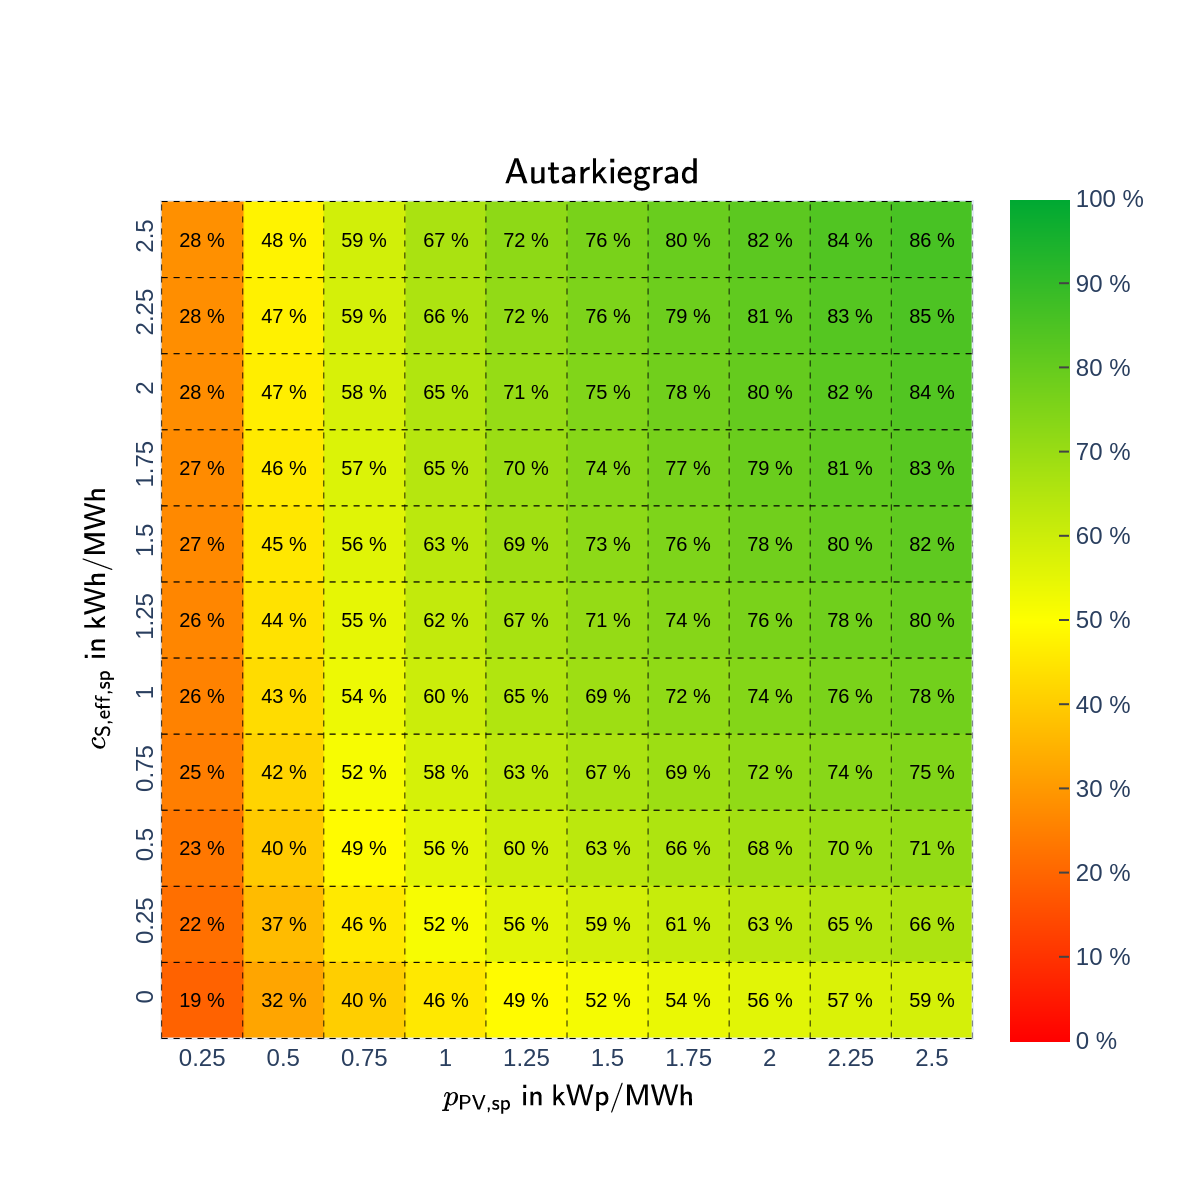 Autarkiegrad
2.5 28 % 48 % 59 % 67 % 72 % 76 % 80 % 82 % 84 % 86 %
2.25 28 % 47 % 59 % 66 % 72 % 76 % 79 % 81 % 83 % 85 %
2 28 % 47 % 58 % 65 % 71 % 75 % 78 % 80 % 82 % 84 %
1.75 27 % 46 % 57 % 65 % 70 % 74 % 77 % 79 % 81 % 83 %
1.5 27 % 45 % 56 % 63 % 69 % 73 % 76 % 78 % 80 % 82 %
1.25 26 % 44 % 55 % 62 % 67 % 71 % 74 % 76 % 78 % 80 %
1 26 % 43 % 54 % 60 % 65 % 69 % 72 % 74 % 76 % 78 %
0.75 25 % 42 % 52 % 58 % 63 % 67 % 69 % 72 % 74 % 75 %
0.5 23 % 40 % 49 % 56 % 60 % 63 % 66 % 68 % 70 % 71 %
0.25 22 % 37 % 46 % 52 % 56 % 59 % 61 % 63 % 65 % 66 %
0 19 % 32 % 40 % 46 % 49 % 52 % 54 % 56 % 57 % 59 %
0.25 0.5 0.75 1 1.25 1.5 1.75 2 2.25 2.5
pPV,sp in kWp/MWh
cS,eff,sp in kWh/MWh
100 %
90 %
80 %
70 %
60 %
50 %
40 %
30 %
20 %
10 %
0 %